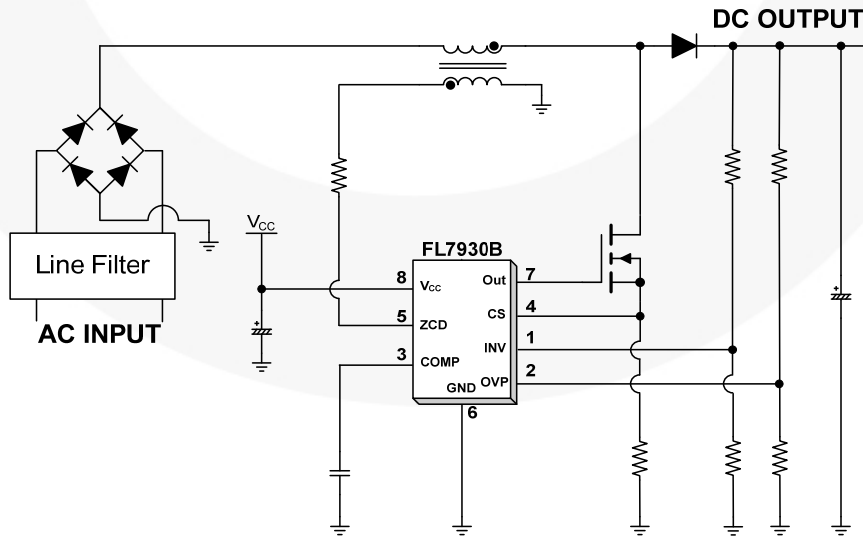 DC OUTPUT
Line Filter
AC INPUT
VCC
FL7930B
8 VCC
5 ZCD
3 COMP
GND
6
Out 7
CS 4
INV 1
OVP 2
+
+